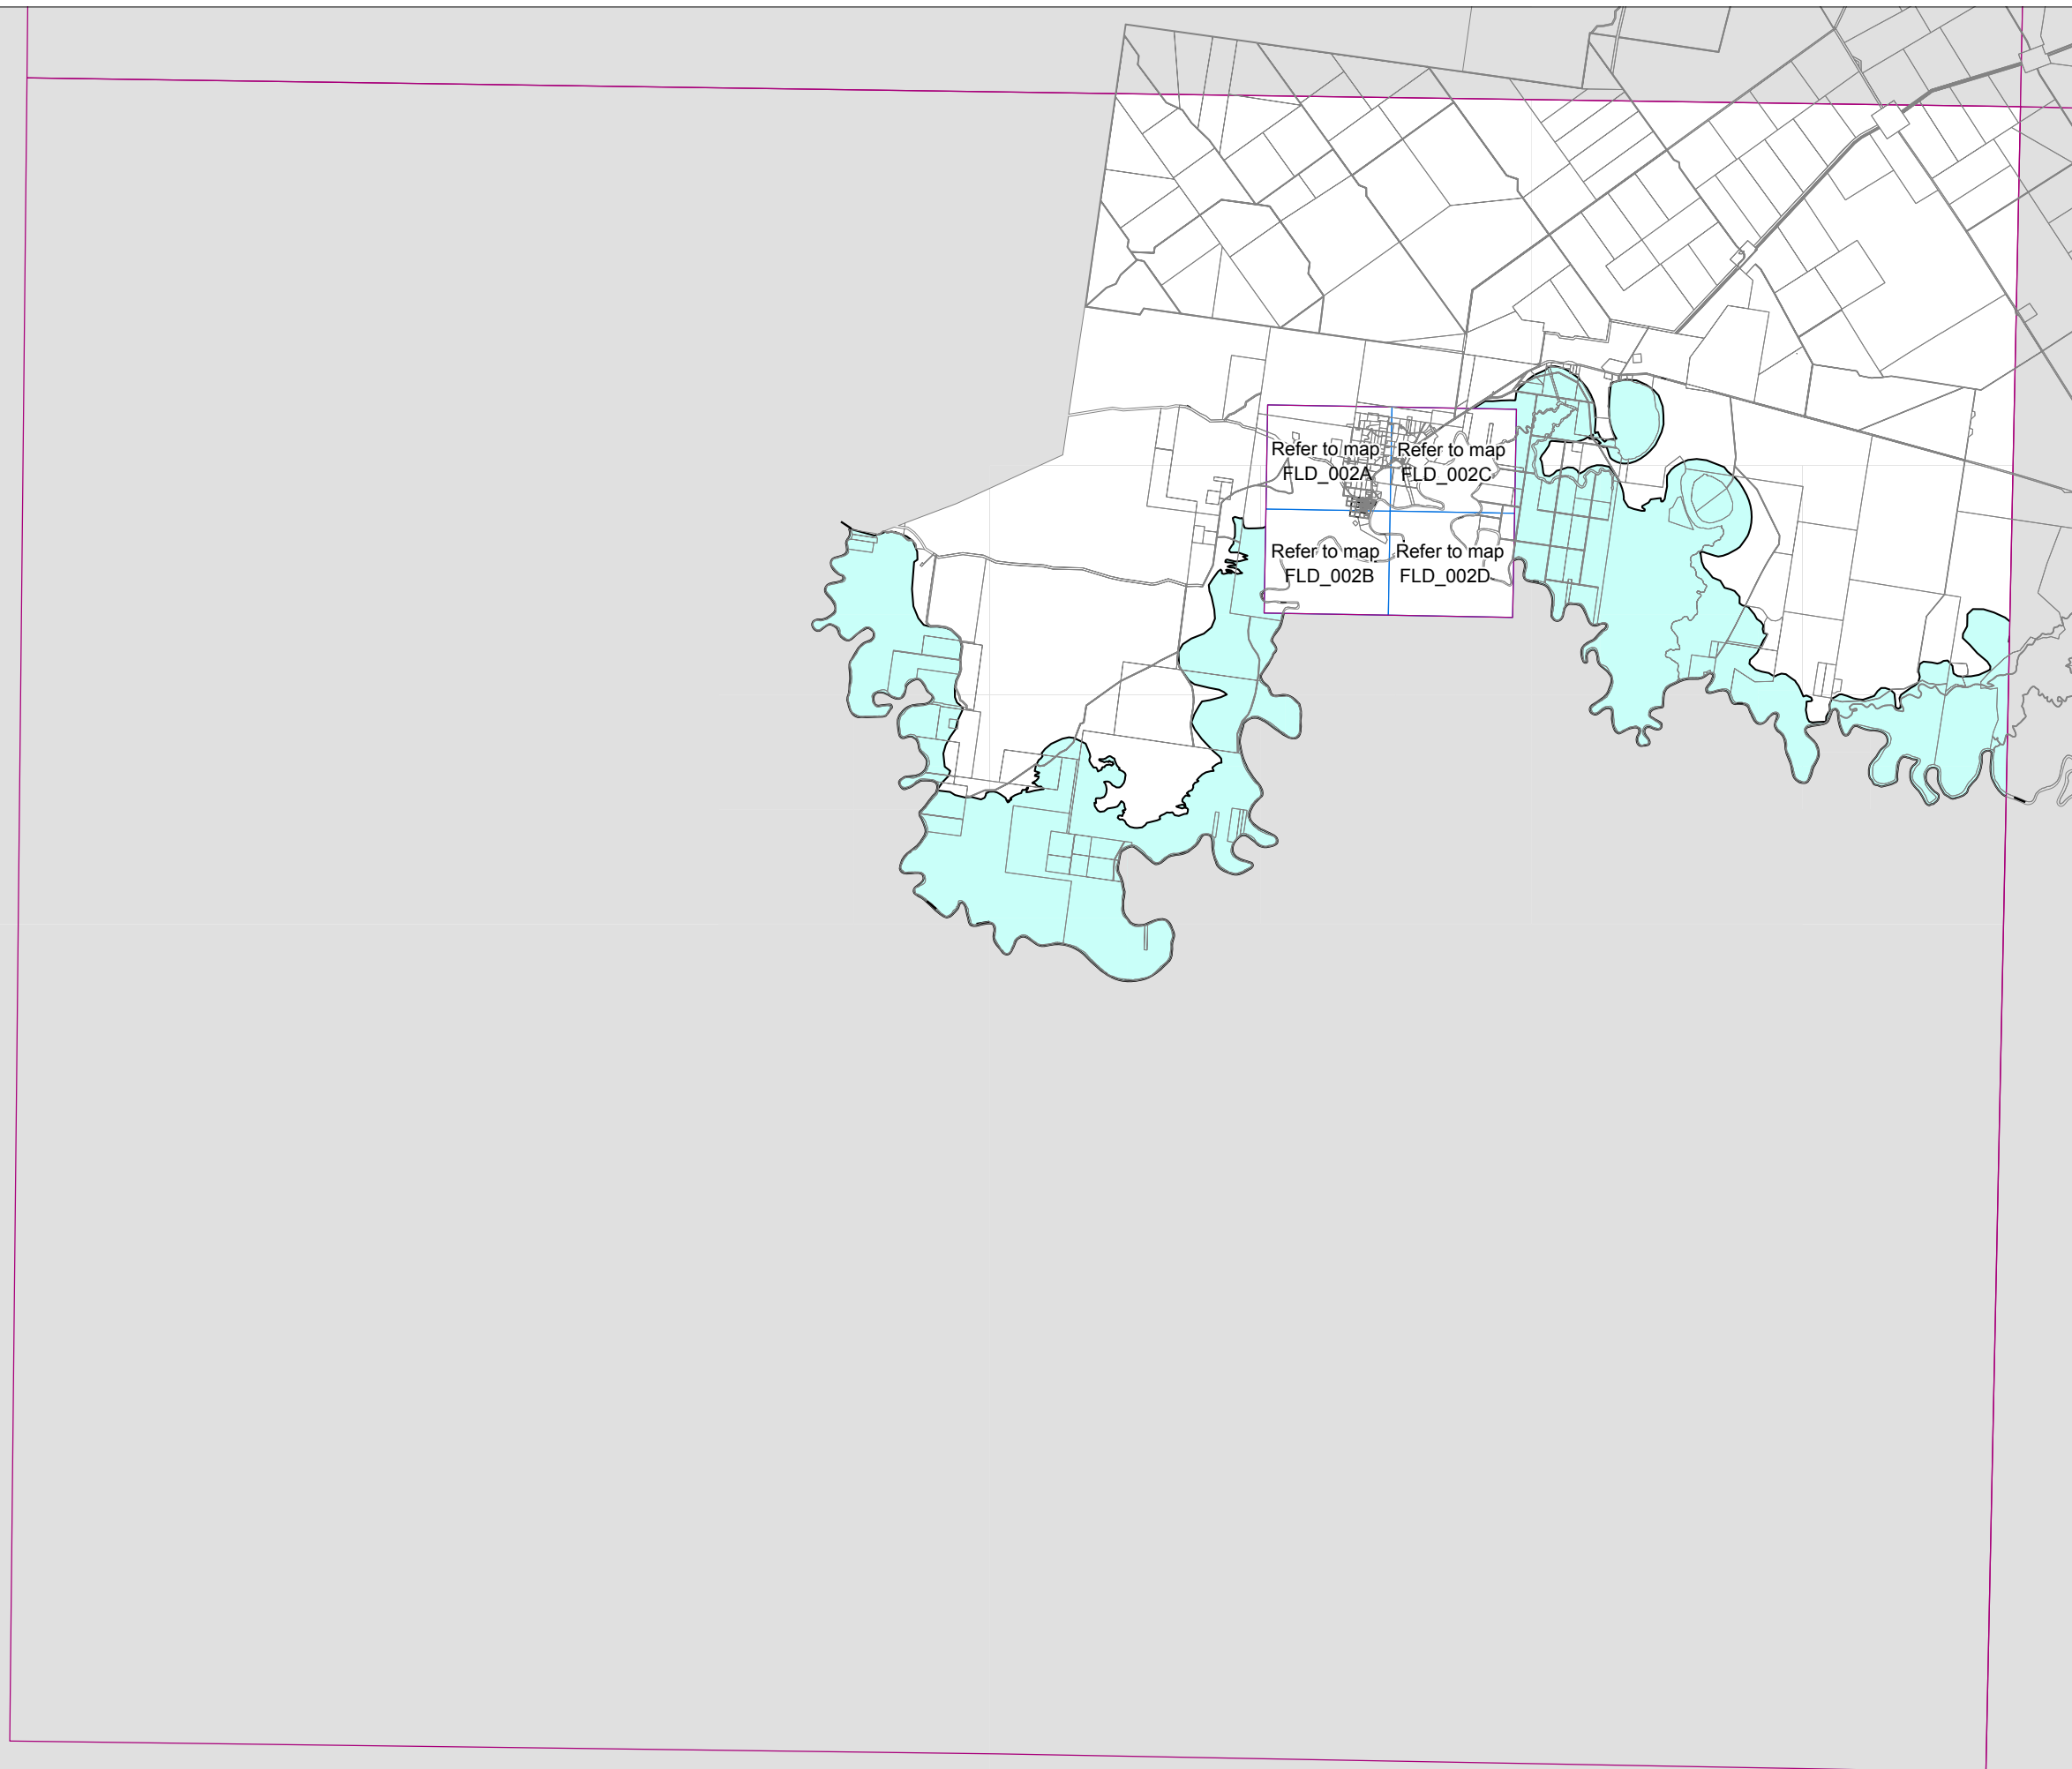 Refer to map
FLD_002A
Refer to map
FLD_002C
Refer to map
FLD_002B
Refer to map
FLD_002D